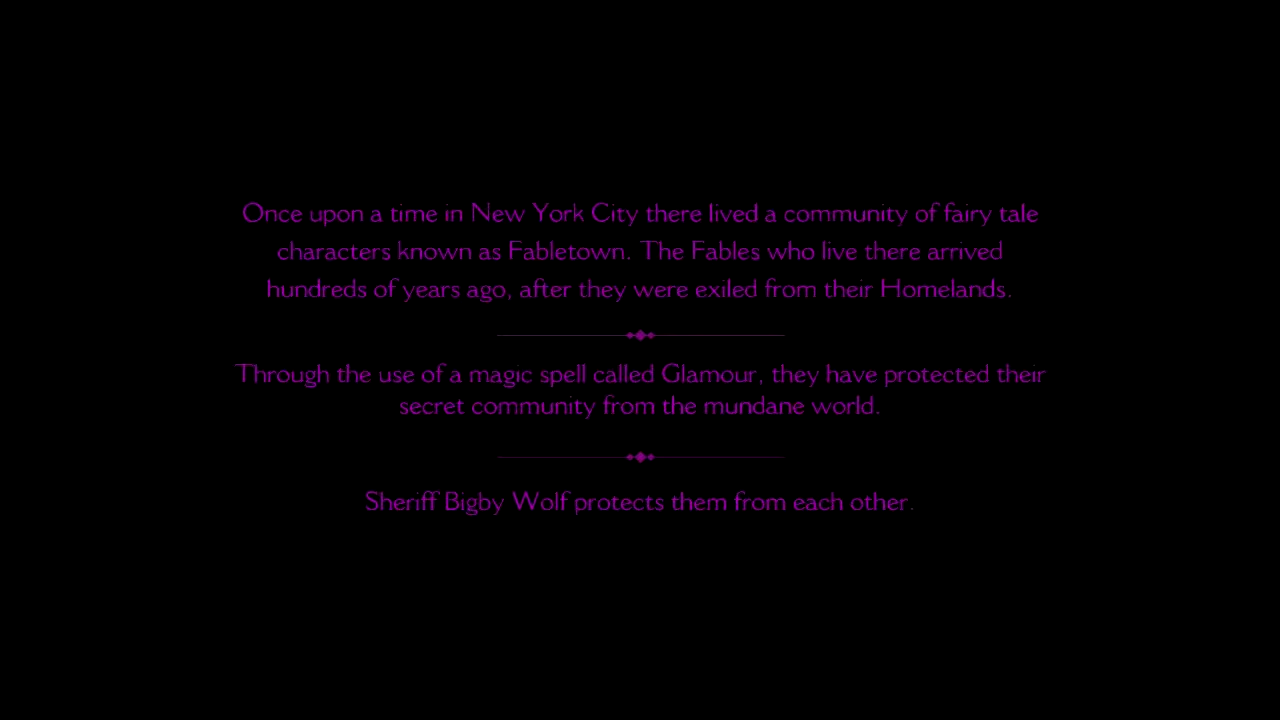 Once upon a time in New York City there lived a community of fairy tale
characters known as Fabletown. The Fables who live there arrived
hundreds of years ago, after they were exiled from their Homelands.
Through the use of a magic spell called Glamour, they have protected their
secret community from the mundane world.
Sheriff Bigby Wolf protects them from each other.